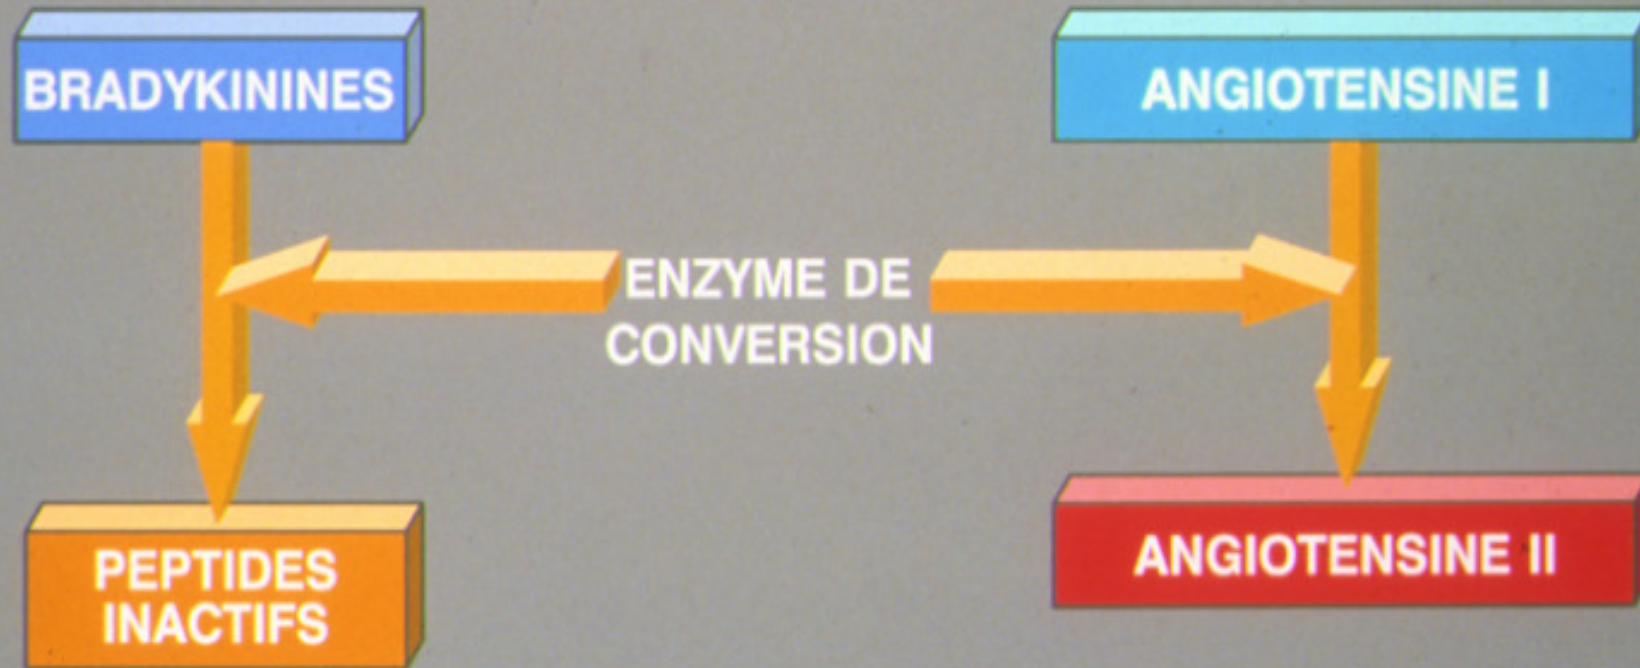 BRADYKININES
ANGIOTENSINE I
ENZYME DE
CONVERSION
PEPTIDES
INACTIFS
ANGIOTENSINE II